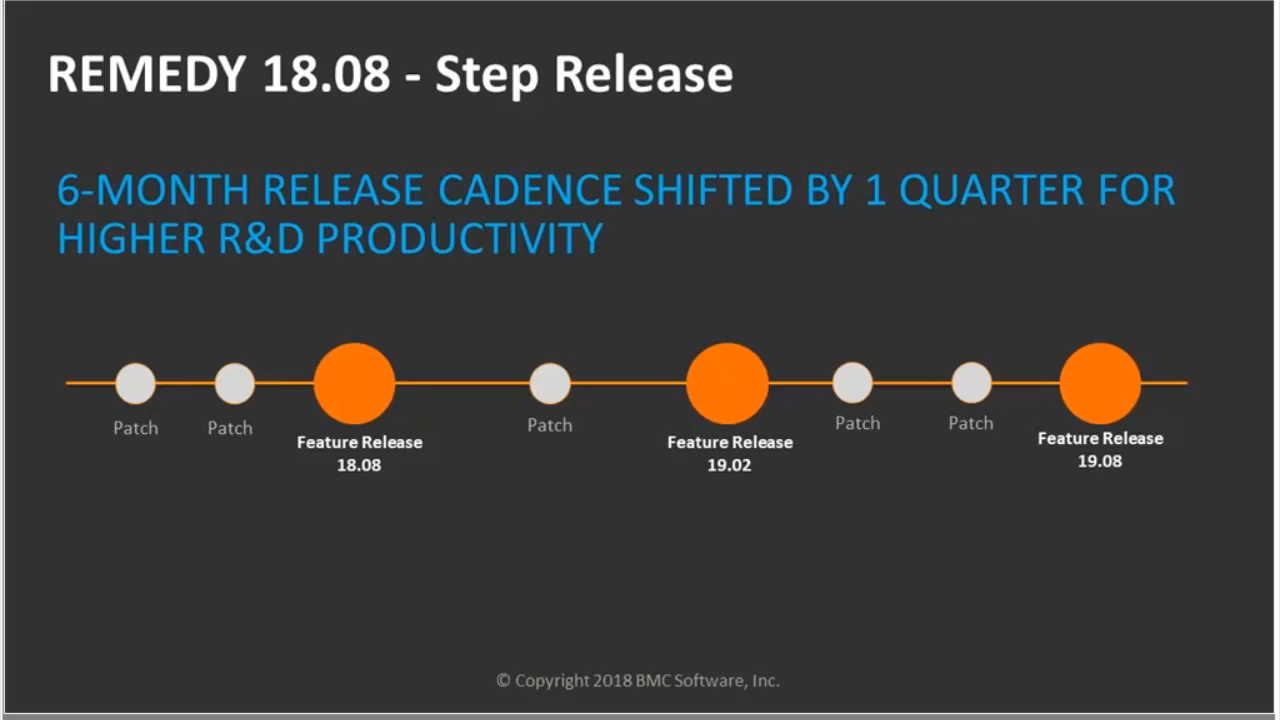 REMEDY 18.08 - Step Release
6-MONTH RELEASE CADENCE SHIFTED BY 1 QUARTER FOR
HIGHER R&D PRODUCTIVITY
Patch
Patch
Feature Release
18.08
Patch
Feature Release
19.02
Patch
Patch
Feature Release
19.08
© Copyright 2018 BMC Software, Inc.